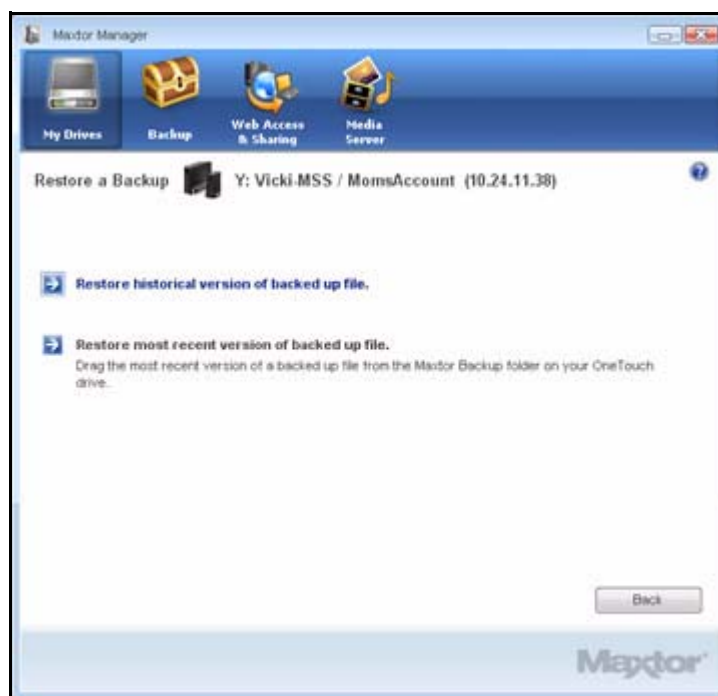 Maxtor Manager
My Drives
Backup
Web Access
& Sharing
Media
Server
Restore a Backup
Y: Vicki-MSS / MomsAccount (10.24.11.38)
?
Restore historical version of backed up file.
Restore most recent version of backed up file.
Drag the most recent version of a backed up file from the Maxtor Backup folder on your OneTouch
drive.
Back
Maxtor